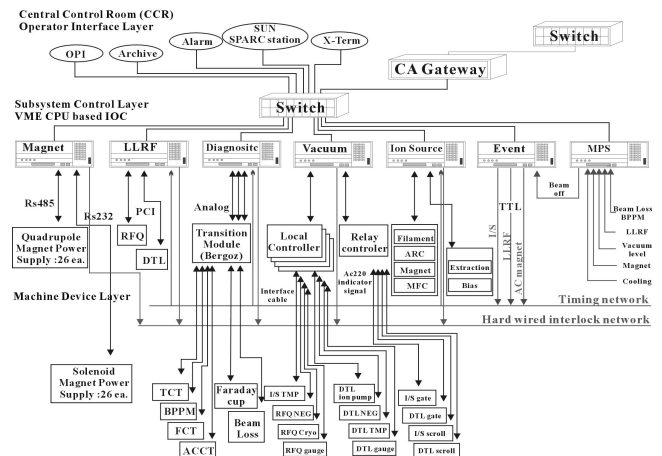 Central Control Room (CCR)
Operator Interface Layer
OPI
Archive
Alarm
SUN
SPARC station
X-Term
Switch
CA Gateway
Switch
Subsystem Control Layer
VME CPU based IOC
Magnet
LLRF
Diagnositc
Vacuum
Ion Source
Event
MPS
Rs485
Rs232
PCI
Analog
Beam
off
TTL
I/S
LLRF
AC magnet
Beam Loss
BPPM
LLRF
Vacuum
level
Magnet
Cooling
Quadrupole
Magnet Power
Supply :26 ea.
RFQ
DTL
Transition
Module
(Bergoz)
Local
Controller
Relay
controler
Filament
ARC
Magnet
MFC
Extraction
Bias
Interface
cable
Ac220
indicator
signal
Machine Device Layer
Timing network
Hard wired interlock network
Solenoid
Magnet Power
Supply :26 ea.
TCT
BPPM
FCT
ACCT
Faraday
cup
Beam
Loss
I/S TMP
RFQ NEG
RFQ Cryo
RFQ gauge
DTL
ion pump
DTL NEG
DTL TMP
DTL gauge
I/S gate
DTL gate
I/S scroll
DTL scroll